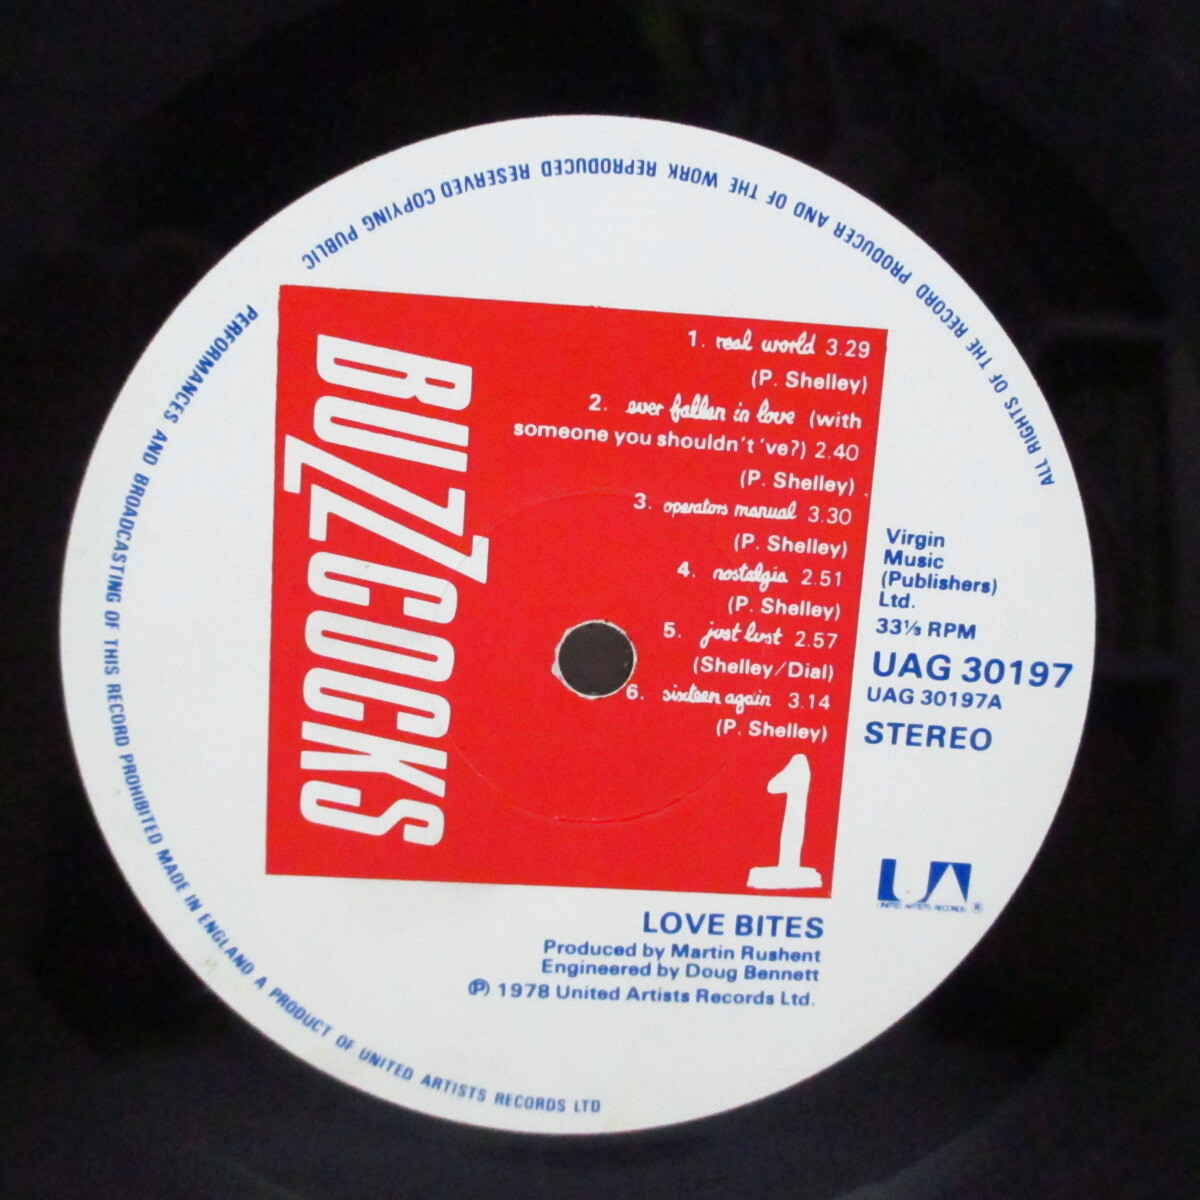 ALL RIGHTS OF THE RECORD PRODUCER AND OF THE WORK REPRODUCED RESERVED COPYING PUBLIC
PERFORMANCES AND BROADCASTING OF THIS RECORD PROHIBITED MADE IN ENGLAND A PRODUCT OF UNITED ARTISTS RECORDS LTD
BUZZCOCKS
1. real world 3.29
(P. Shelley)
2. ever fallen in love (with
someone you shouldn't 've?) 2.40
(P. Shelley)
3. operators manual 3.30
(P. Shelley)
4. nostalgia 2.51
(P. Shelley)
5. just lust 2.57
(Shelley/Dial)
6. sixteen again 3.14
(P. Shelley)
1
Virgin
Music
(Publishers)
Ltd.
33⅓ RPM
UAG 30197
UAG 30197A
STEREO
UA
UNITED ARTISTS RECORDS ®
LOVE BITES
Produced by Martin Rushent
Engineered by Doug Bennett
℗ 1978 United Artists Records Ltd.